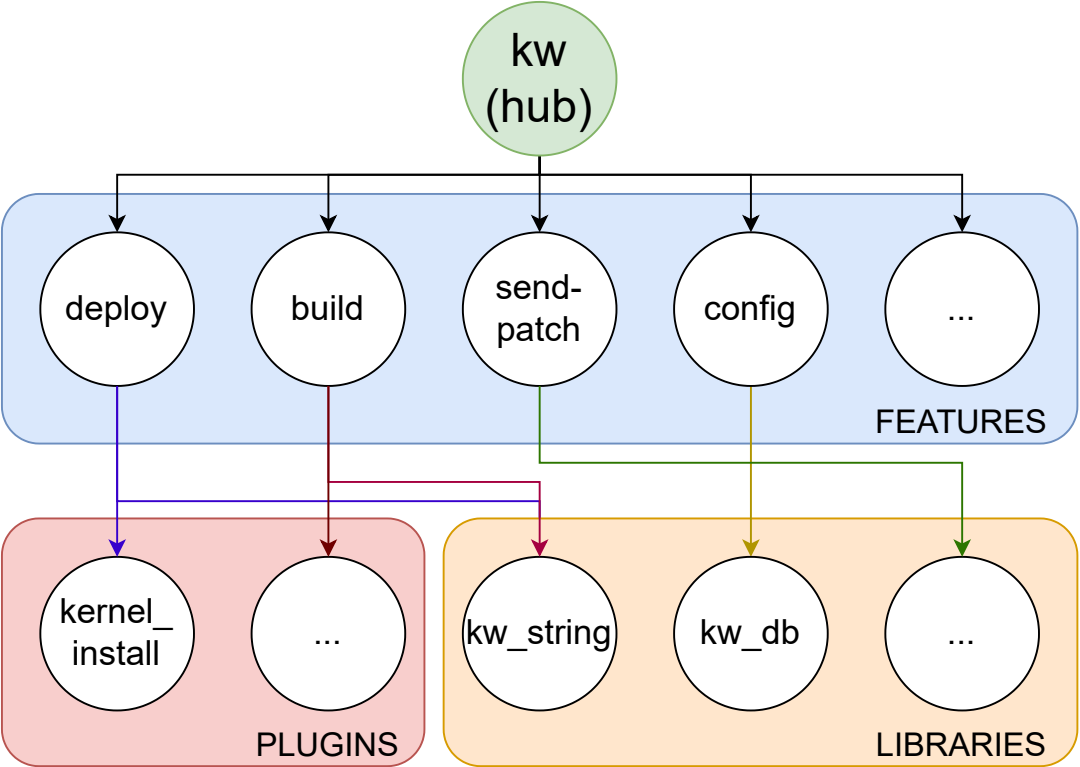 kw
(hub)
deploy
build
send-
patch
config
...
FEATURES
kernel_
install
...
kw_string
kw_db
...
PLUGINS
LIBRARIES